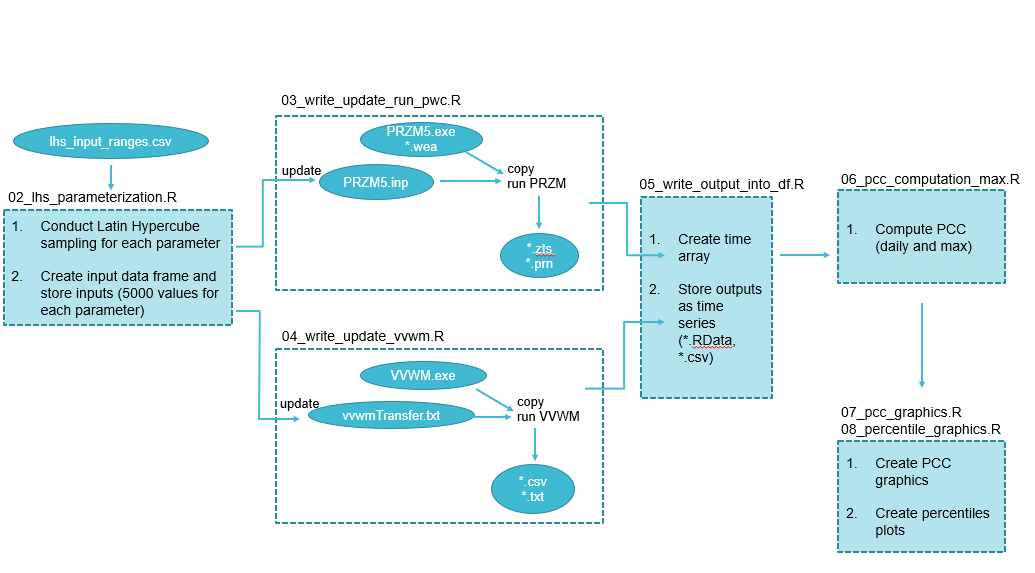 lhs_input_ranges.csv
02_lhs_parameterization.R
1. Conduct Latin Hypercube
sampling for each parameter
2. Create input data frame and
store inputs (5000 values for
each parameter)
03_write_update_run_pwc.R
PRZM5.exe
*.wea
update
PRZM5.inp
copy
run PRZM
*.zts
*.prn
04_write_update_vvwm.R
VVWM.exe
update
vvwmTransfer.txt
copy
run VVWM
*.csv
*.txt
05_write_output_into_df.R
1. Create time
array
2. Store outputs
as time
series
(*.RData,
*.csv)
06_pcc_computation_max.R
1. Compute PCC
(daily and max)
07_pcc_graphics.R
08_percentile_graphics.R
1. Create PCC
graphics
2. Create percentiles
plots